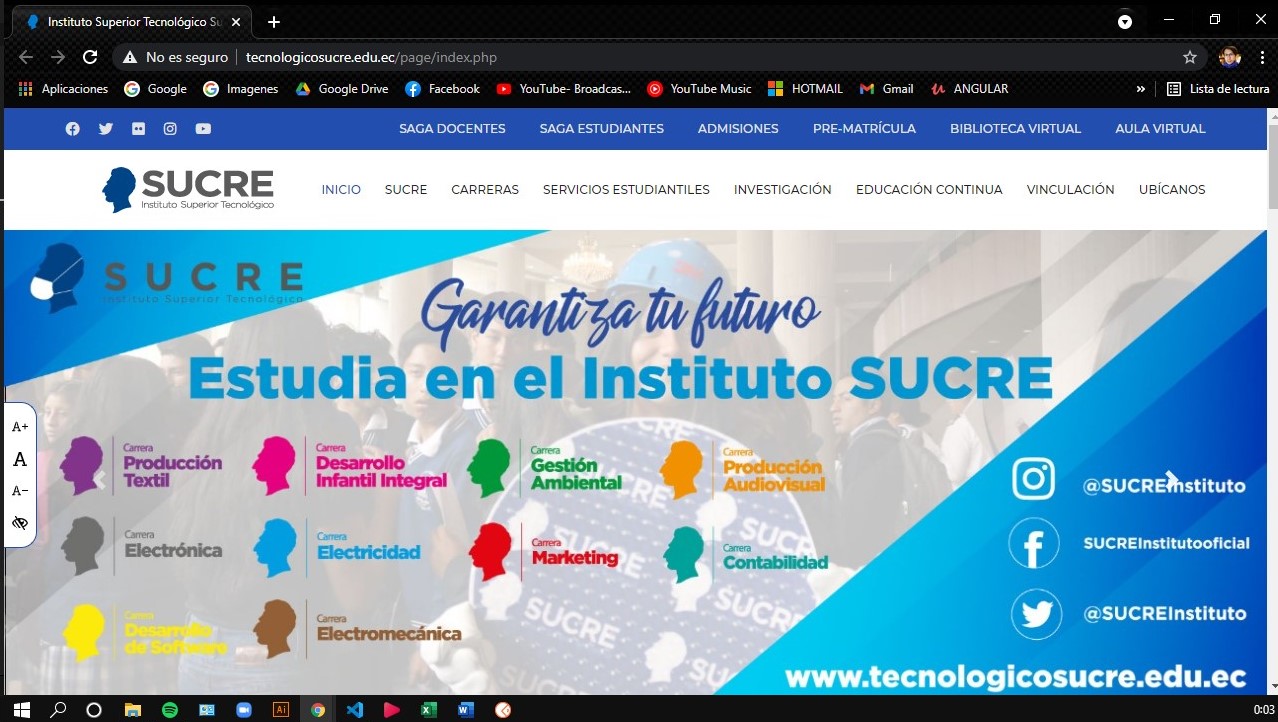 Instituto Superior Tecnológico Su
No es seguro | tecnologicosucre.edu.ec/page/index.php
Aplicaciones Google Imagenes Google Drive Facebook YouTube- Broadcas... YouTube Music HOTMAIL Gmail ANGULAR » Lista de lectura
SAGA DOCENTES SAGA ESTUDIANTES ADMISIONES PRE-MATRÍCULA BIBLIOTECA VIRTUAL AULA VIRTUAL
SUCRE
Instituto Superior Tecnológico
INICIO SUCRE CARRERAS SERVICIOS ESTUDIANTILES INVESTIGACIÓN EDUCACIÓN CONTINUA VINCULACIÓN UBÍCANOS
SUCRE
Instituto Superior Tecnológico
Garantiza tu futuro
Estudia en el Instituto SUCRE
A+
A
A-
Carrera
Producción
Textil
Carrera
Desarrollo
Infantil Integral
Carrera
Gestión
Ambiental
Carrera
Producción
Audiovisual
Carrera
Electrónica
Carrera
Electricidad
Carrera
Marketing
Carrera
Contabilidad
Carrera
Desarrollo
de Software
Carrera
Electromecánica
@SUCREInstituto
SUCREInstitutooficial
@SUCREInstituto
www.tecnologicosucre.edu.ec
SUCRE
SUCRE
Ai
0:03